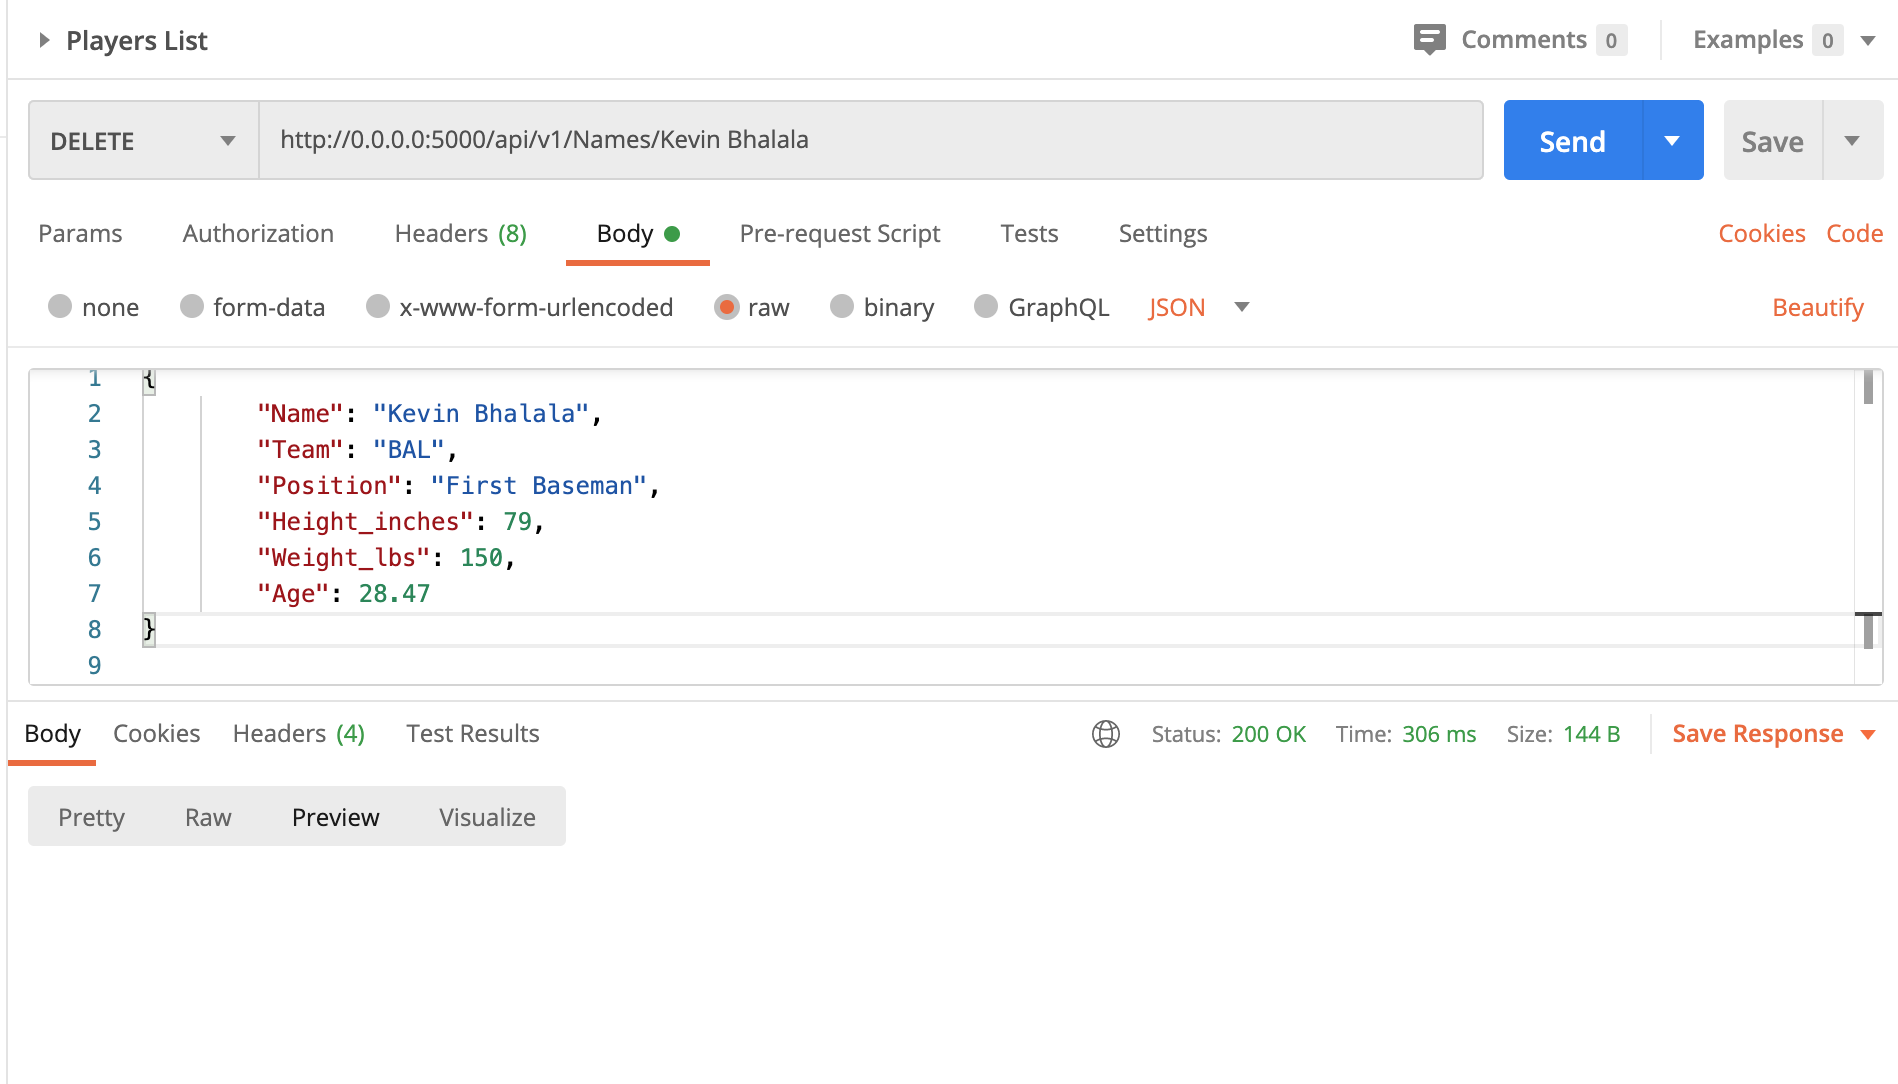 Players List
Comments 0
Examples 0
DELETE
http://0.0.0.0:5000/api/v1/Names/Kevin Bhalala
Send
Save
Params Authorization Headers (8) Body Pre-request Script Tests Settings Cookies Code
none form-data x-www-form-urlencoded raw binary GraphQL JSON Beautify
1 {
2 "Name": "Kevin Bhalala",
3 "Team": "BAL",
4 "Position": "First Baseman",
5 "Height_inches": 79,
6 "Weight_lbs": 150,
7 "Age": 28.47
8 }
9
Body Cookies Headers (4) Test Results Status: 200 OK Time: 306 ms Size: 144 B Save Response
Pretty Raw Preview Visualize